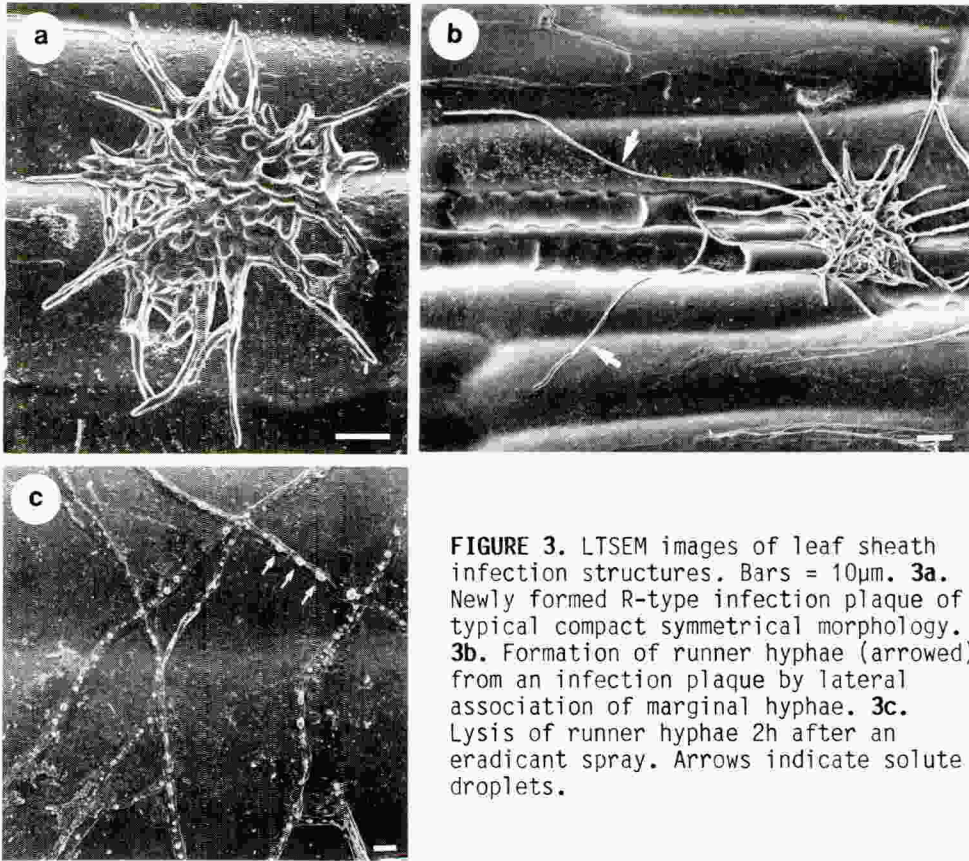 a
b
c
FIGURE 3. LTSEM images of leaf sheath
infection structures. Bars = 10µm. 3a.
Newly formed R-type infection plaque of
typical compact symmetrical morphology.
3b. Formation of runner hyphae (arrowed)
from an infection plaque by lateral
association of marginal hyphae. 3c.
Lysis of runner hyphae 2h after an
eradicant spray. Arrows indicate solute
droplets.